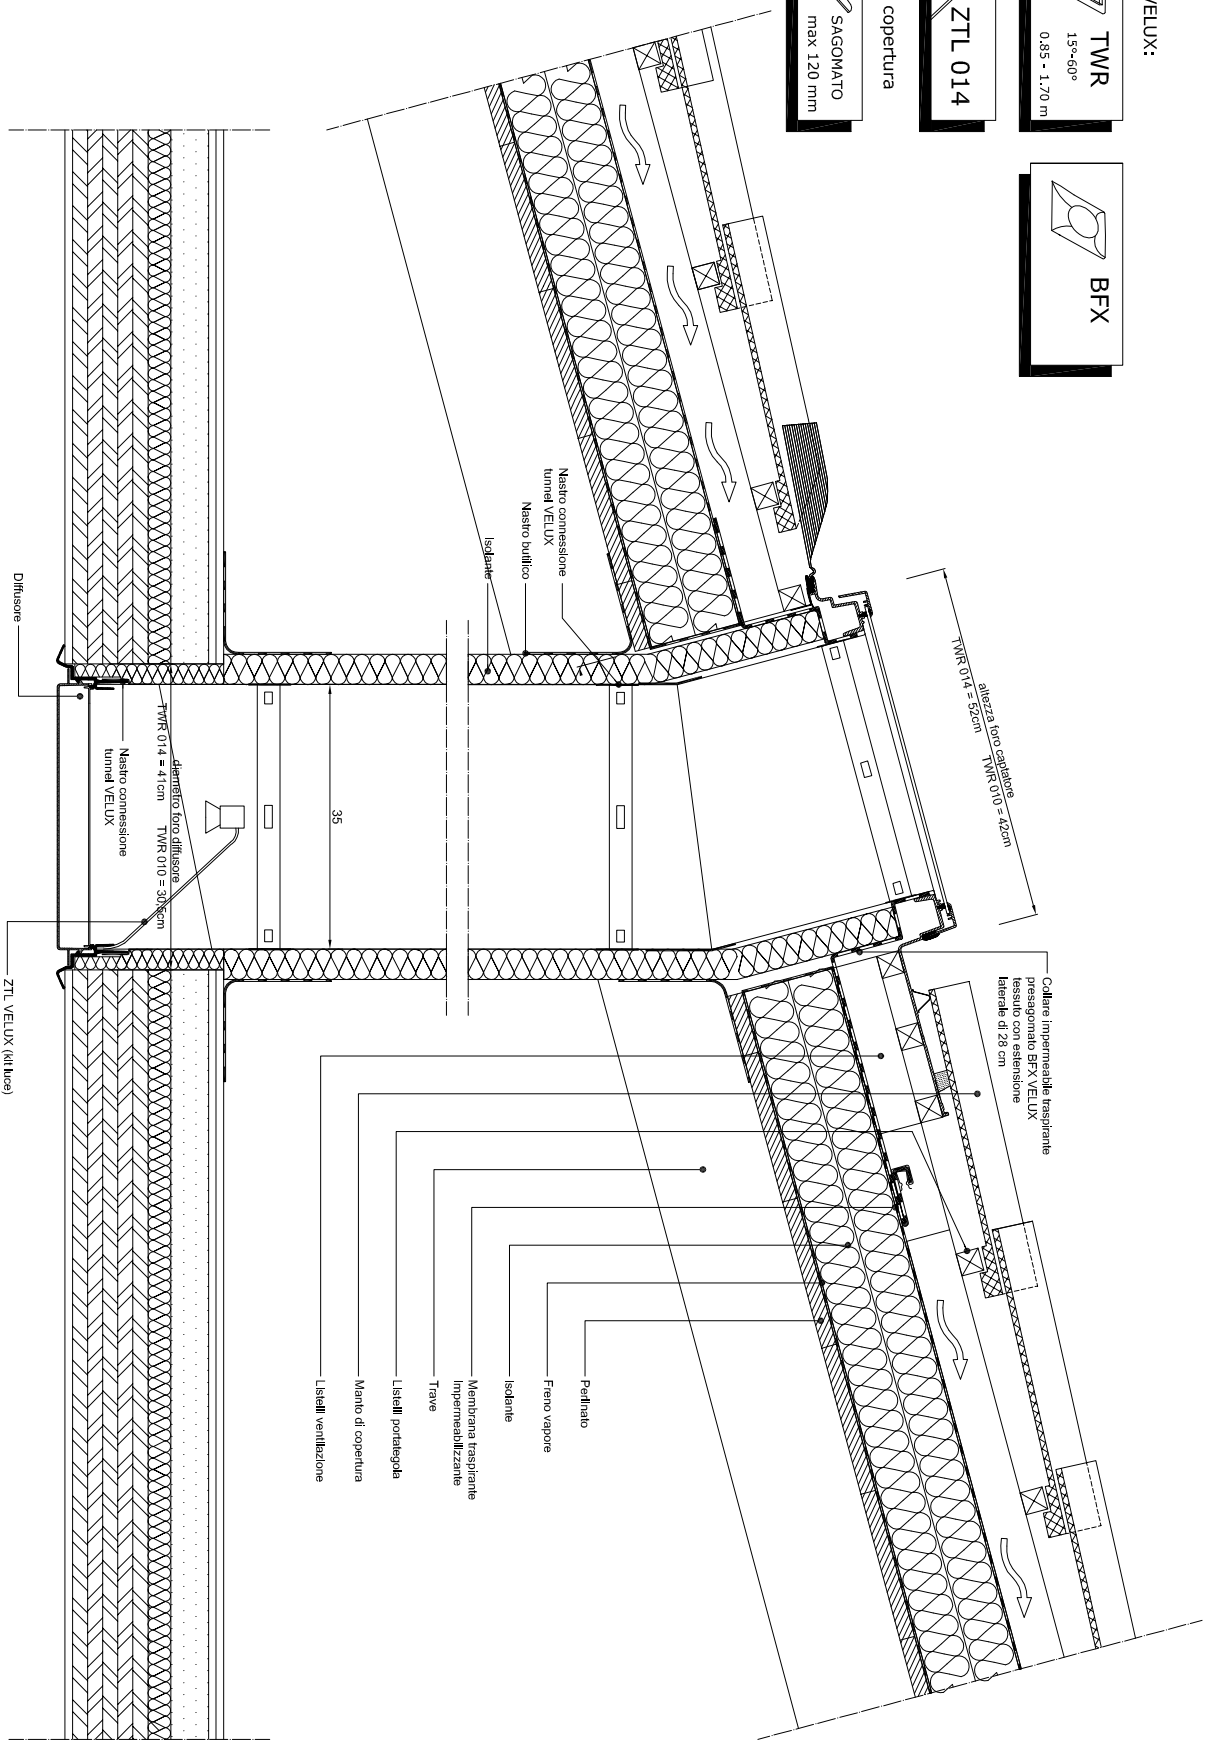 VELUX:
TWR
15°-60°
0.85 - 1.70 m
BFX
ZTL 014
copertura
SAGOMATO
max 120 mm
altezza foro captatore
TWR 014 = 52cm
TWR 010 = 42cm
Collare impermeabile traspirante
presagomato BFX VELUX
tessuto con estensione
laterale di 28 cm
Nastro connessione
tunnel VELUX
Nastro butilico
Isolante
35
Perlinato
Freno vapore
Isolante
Membrana traspirante
impermeabilizzante
Trave
Listelli portategola
Manto di copertura
Listelli ventilazione
diametro foro diffusore
TWR 014 = 41cm
TWR 010 = 30,5cm
Nastro connessione
tunnel VELUX
Diffusore
ZTL VELUX (kit luce)